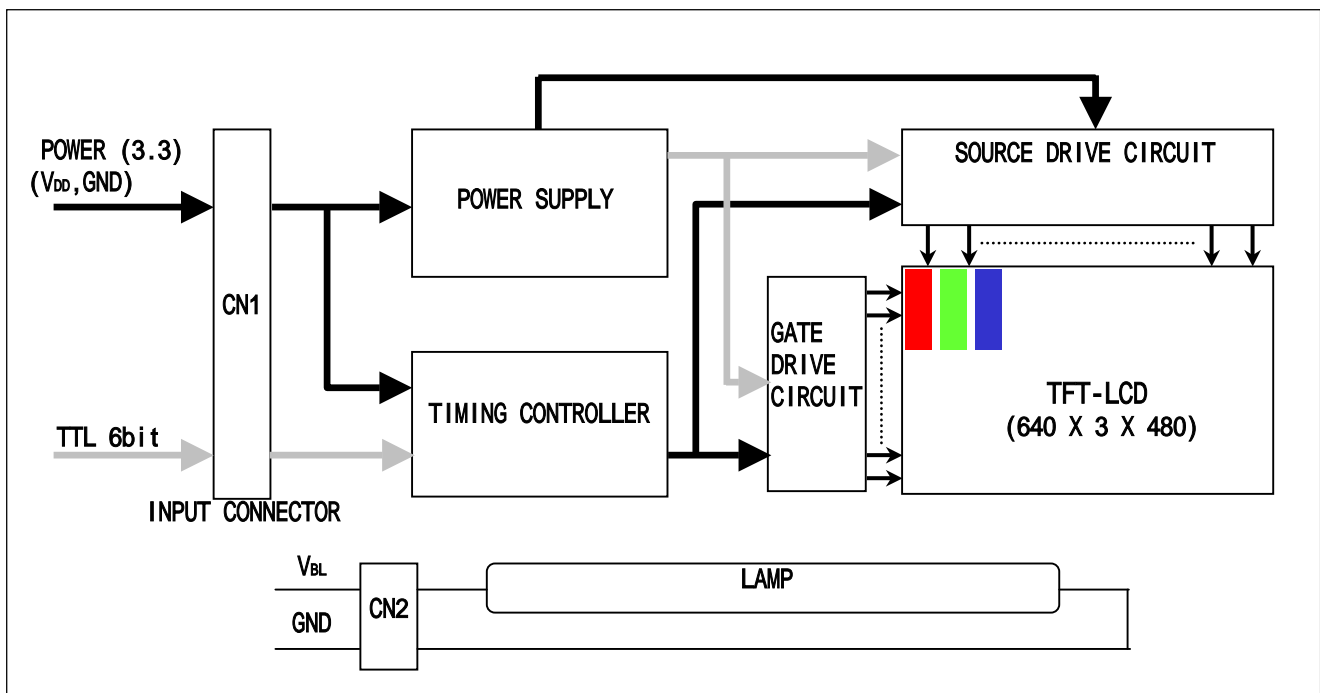 POWER (3.3)
(VDD,GND)
CN1
POWER SUPPLY
SOURCE DRIVE CIRCUIT
GATE
DRIVE
CIRCUIT
TIMING CONTROLLER
TFT-LCD
(640 X 3 X 480)
TTL 6bit
INPUT CONNECTOR
VBL
GND
CN2
LAMP